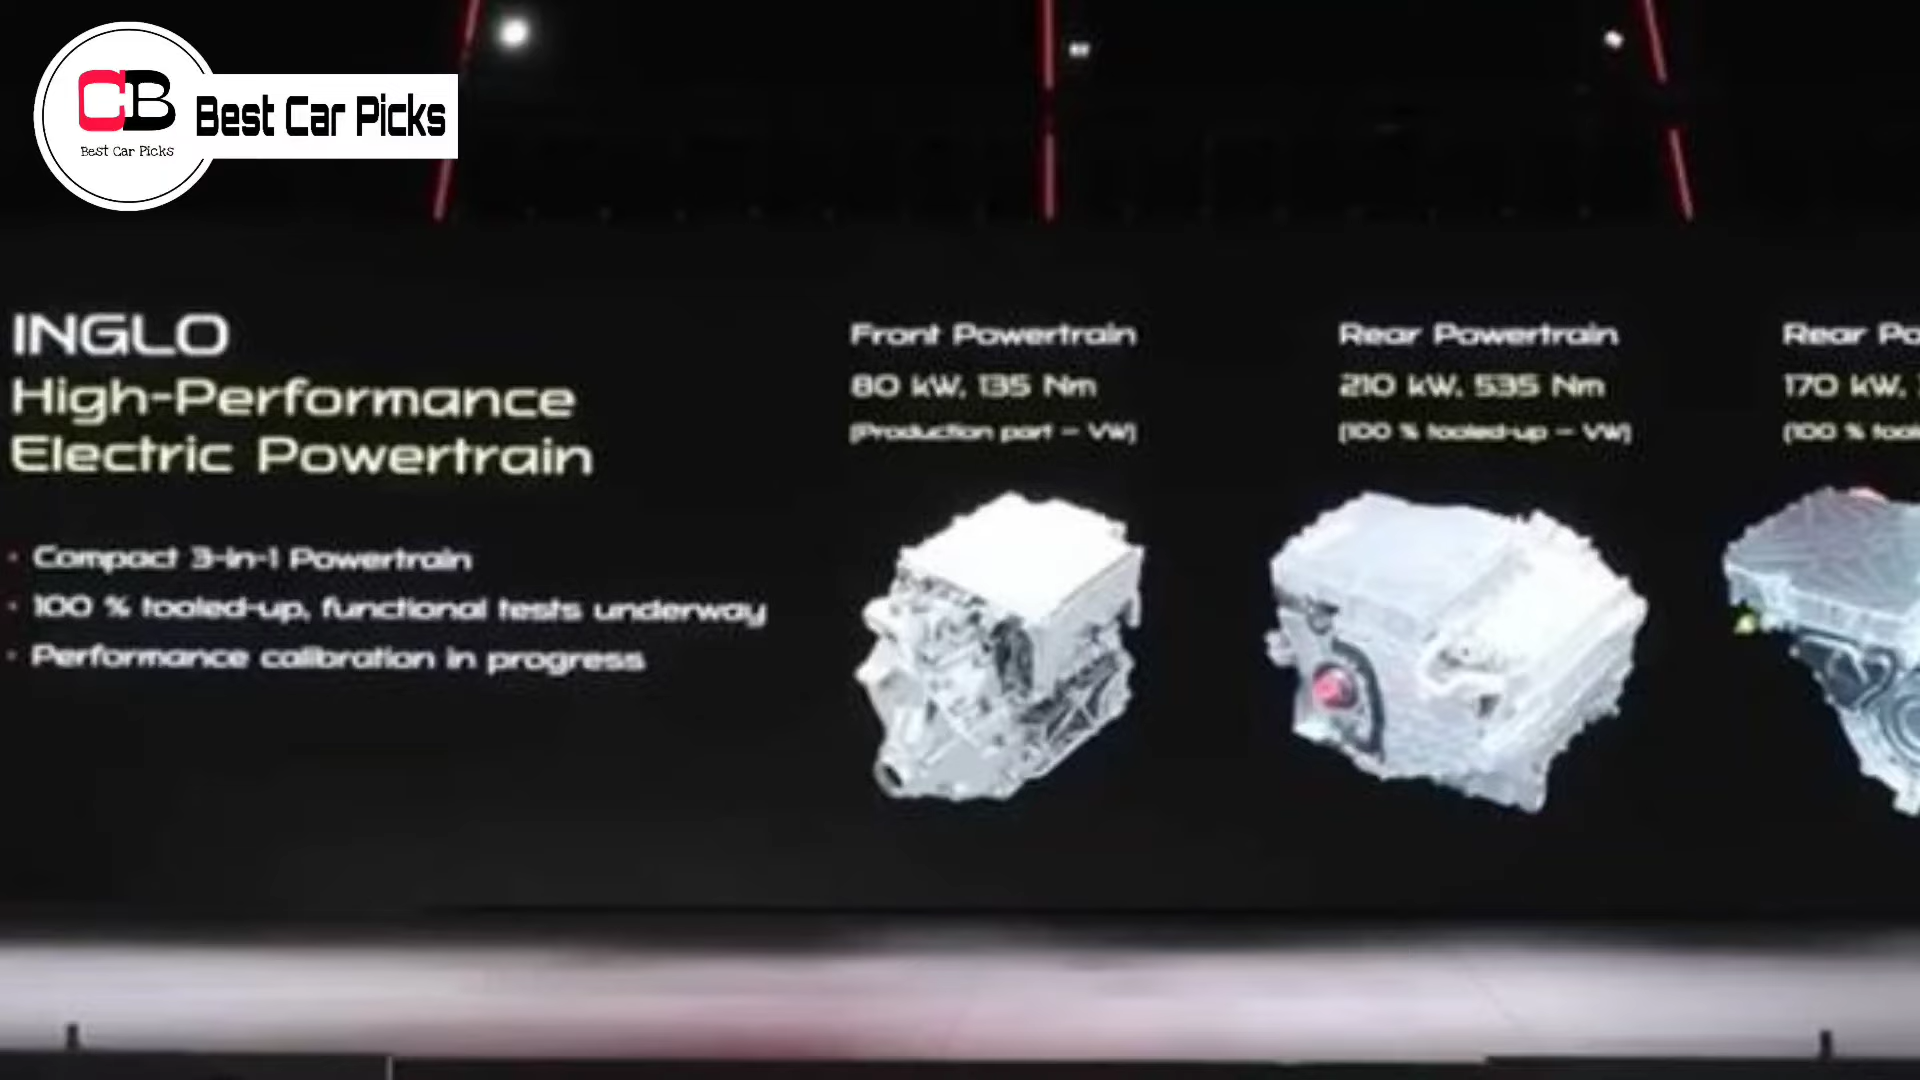 CB
Best Car Picks
Best Car Picks
INGLO
High-Performance
Electric Powertrain
· Compact 3-in-1 Powertrain
· 100 % tooled-up, functional tests underway
· Performance calibration in progress
Front Powertrain
80 kW, 135 Nm
(Production part – VW)
Rear Powertrain
210 kW, 535 Nm
(100 % tooled-up – VW)
Rear
170 kW,
(100 %